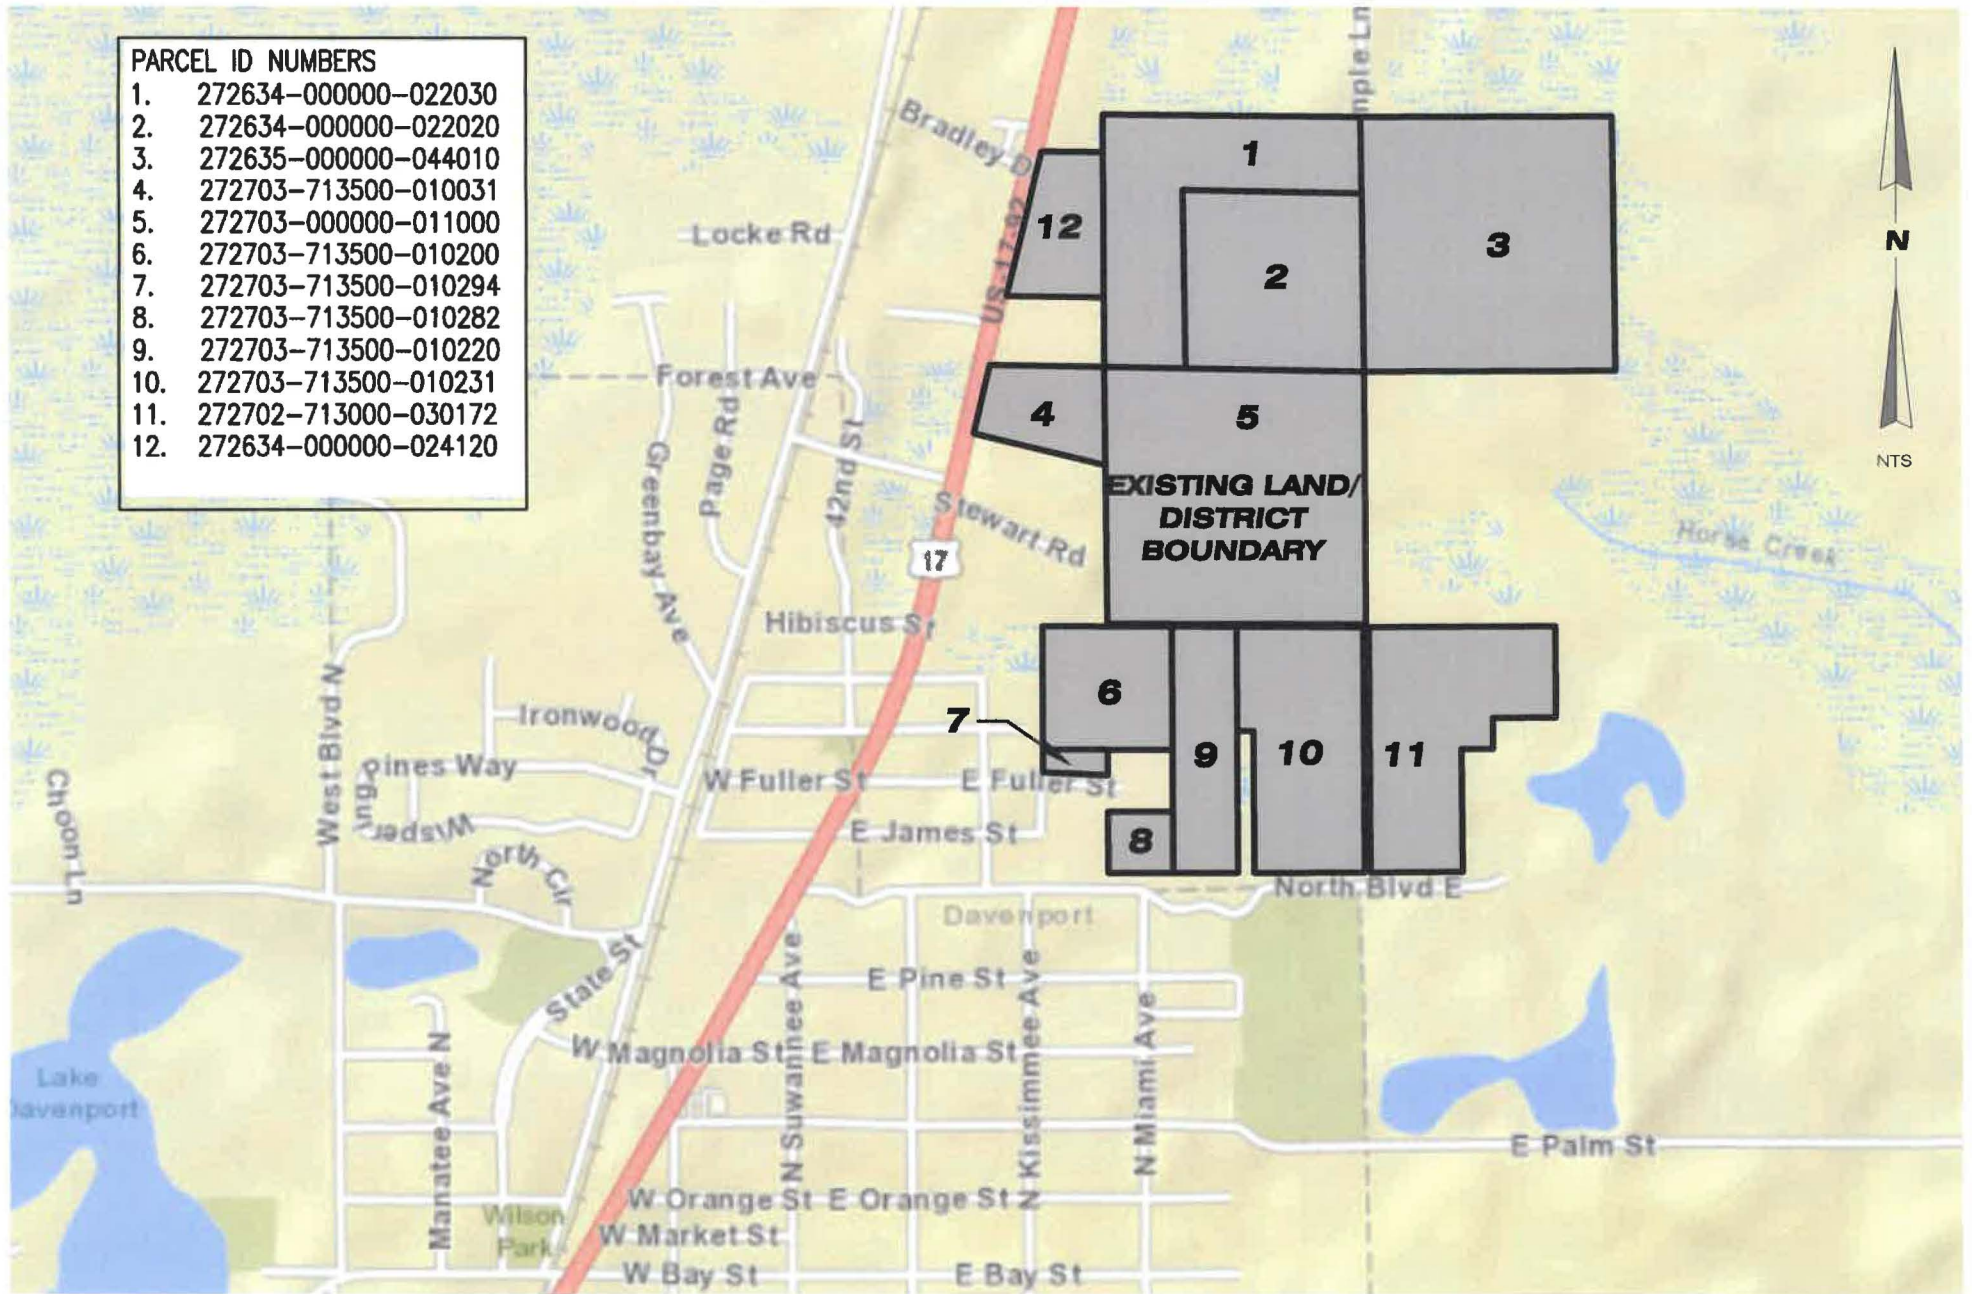 PARCEL ID NUMBERS
1. 272634-000000-022030
2. 272634-000000-022020
3. 272635-000000-044010
4. 272703-713500-010031
5. 272703-000000-011000
6. 272703-713500-010200
7. 272703-713500-010294
8. 272703-713500-010282
9. 272703-713500-010220
10. 272703-713500-010231
11. 272702-713000-030172
12. 272634-000000-024120
Bradley D
US-17-92
1
2
3
12
N
NTS
Locke Rd
Forest Ave
Page Rd
Greenbay Ave
42nd St
4
5
EXISTING LAND/
DISTRICT
BOUNDARY
Stewart Rd
17
Horse Creek
Hibiscus St
6
7
8
9
10
11
West Blvd N
Ironwood Dr
pines Way
Choon Ln
North Cir
W Fuller St
E Fuller St
E James St
North Blvd E
Davenport
State St
E Pine St
N Suwannee Ave
N Kissimmee Ave
N Miami Ave
W Magnolia St
E Magnolia St
Lake
Manatee Ave N
E Palm St
W Orange St
E Orange St
Wilson
Park
W Market St
W Bay St
E Bay St